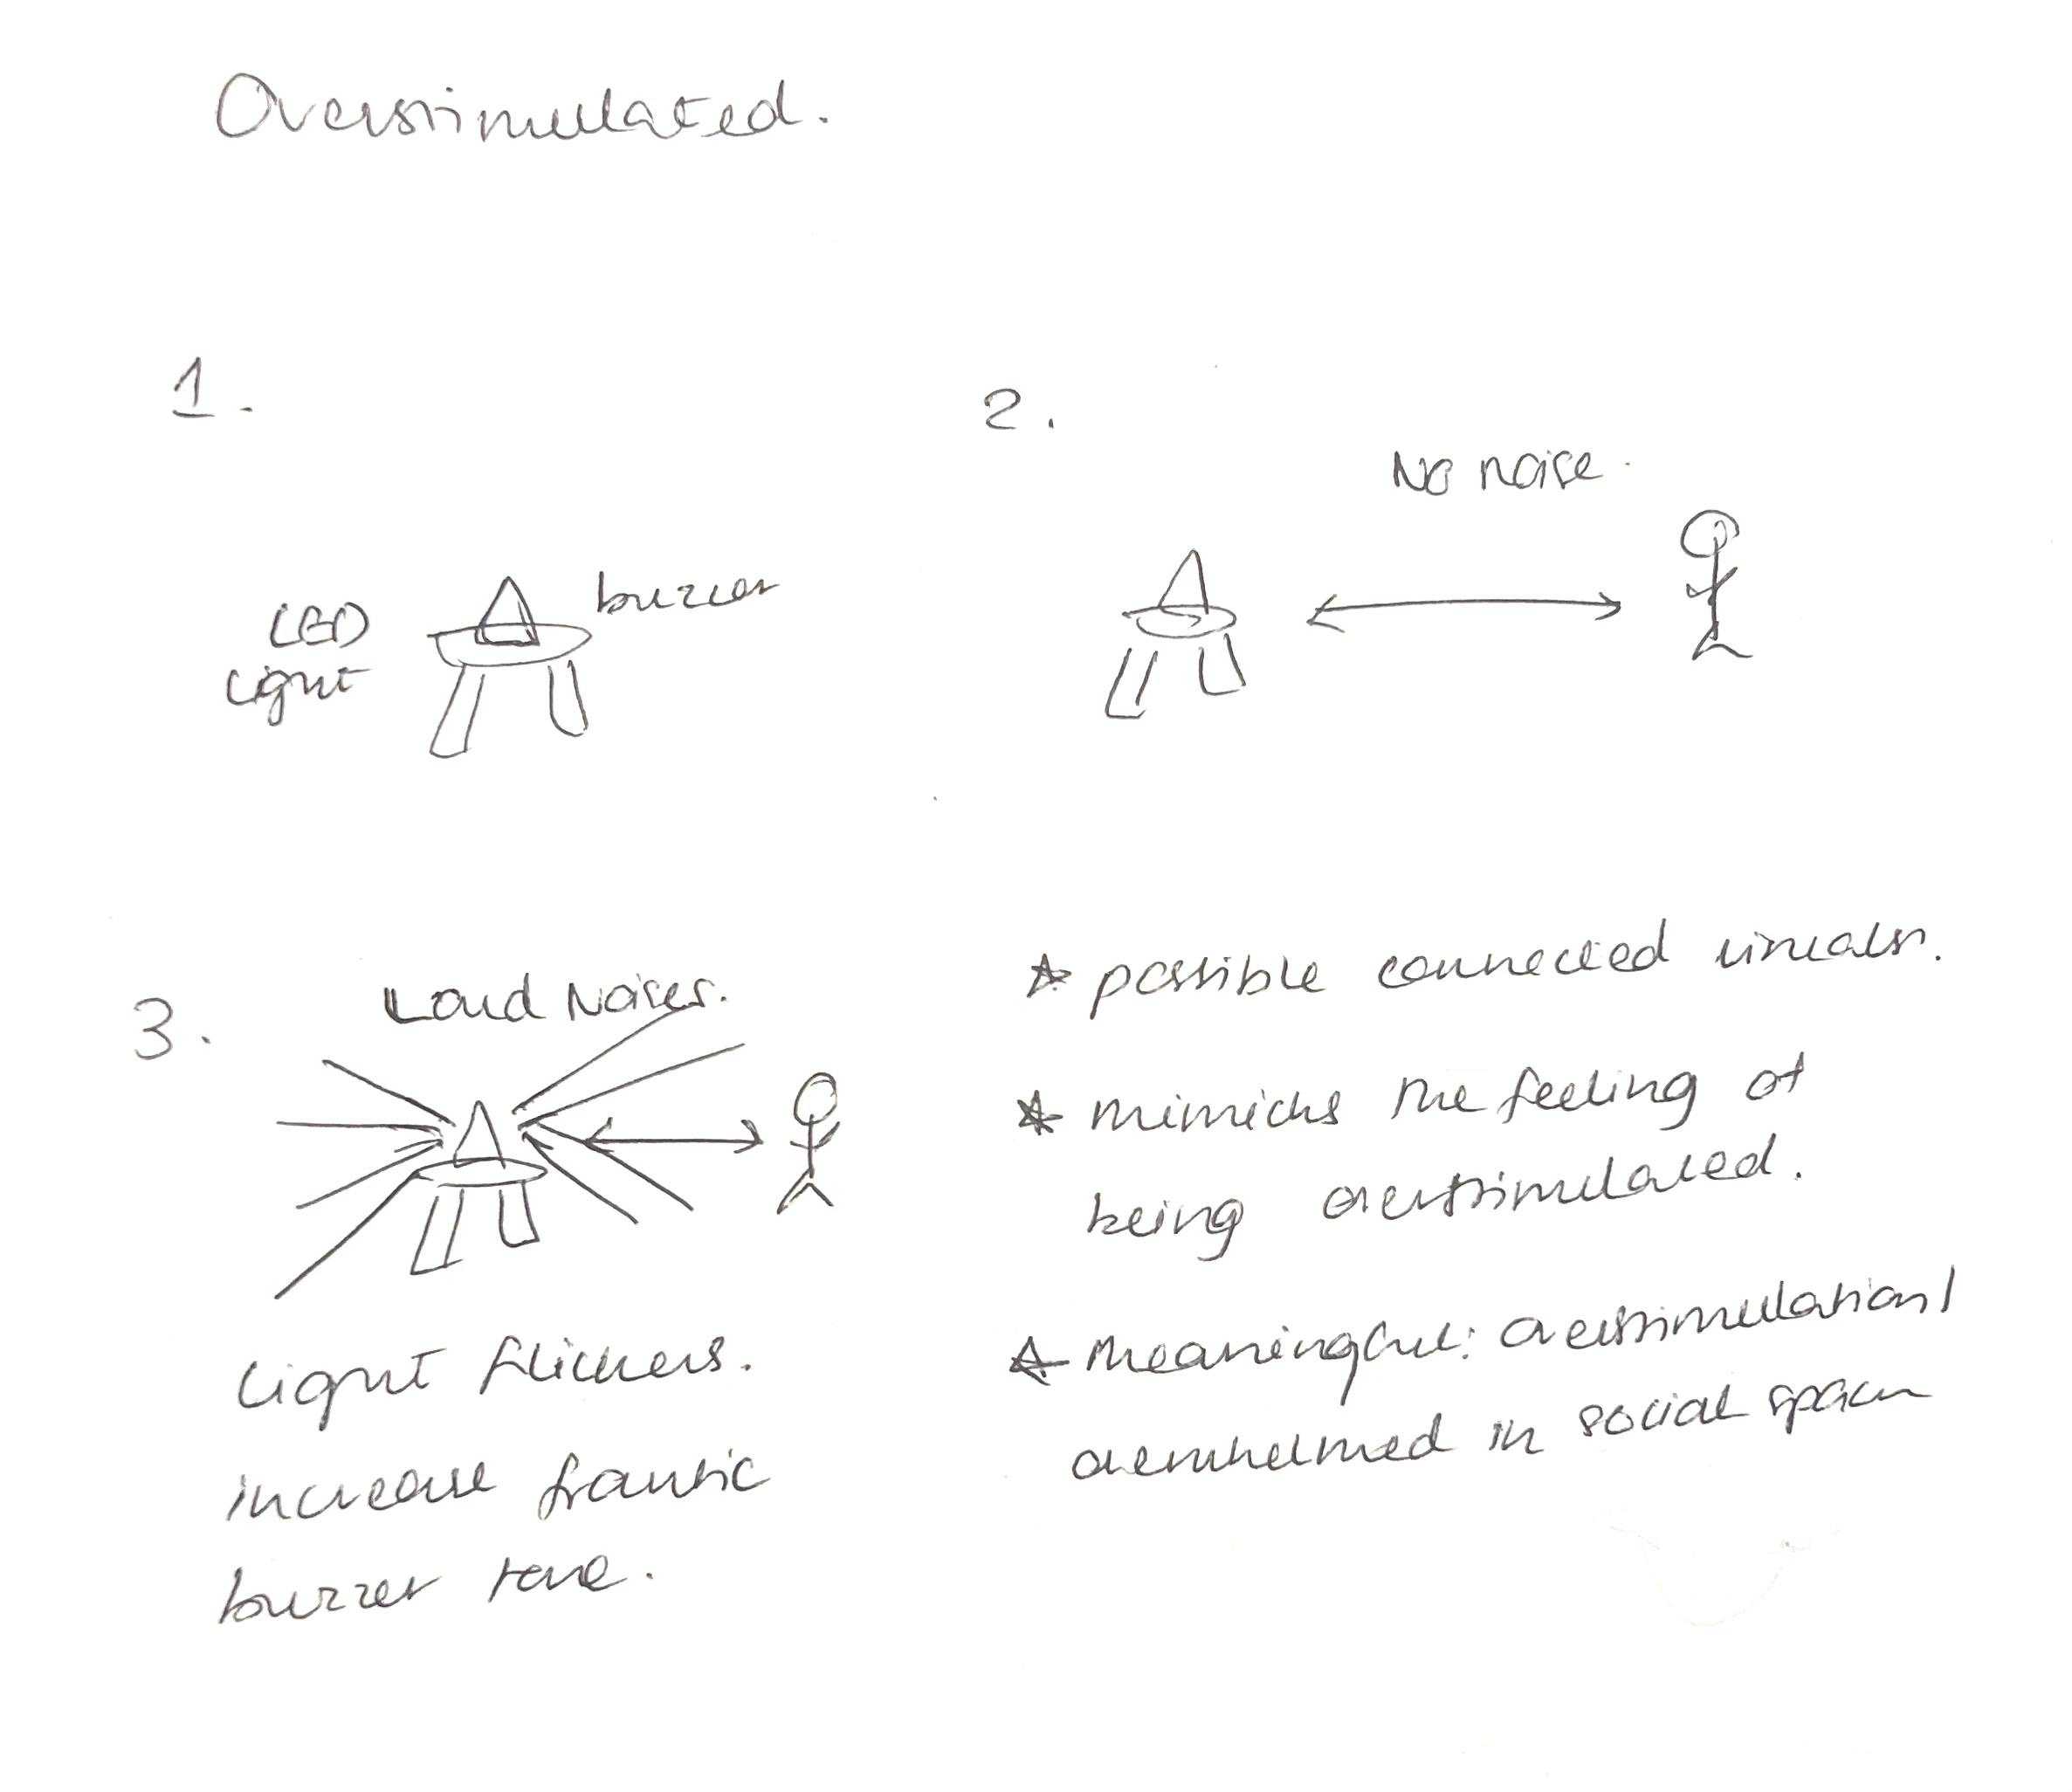 Overstimulated.
1.
LED
Light
buzzer
2.
No noise.
3.
Loud Noises.
Light flickers.
increase frantic
buzzer tone.
* possible connected visuals.
* Mimicks the feeling of
being overstimulated.
* Meaningful: Overstimulation/
overwhelmed in social spaces